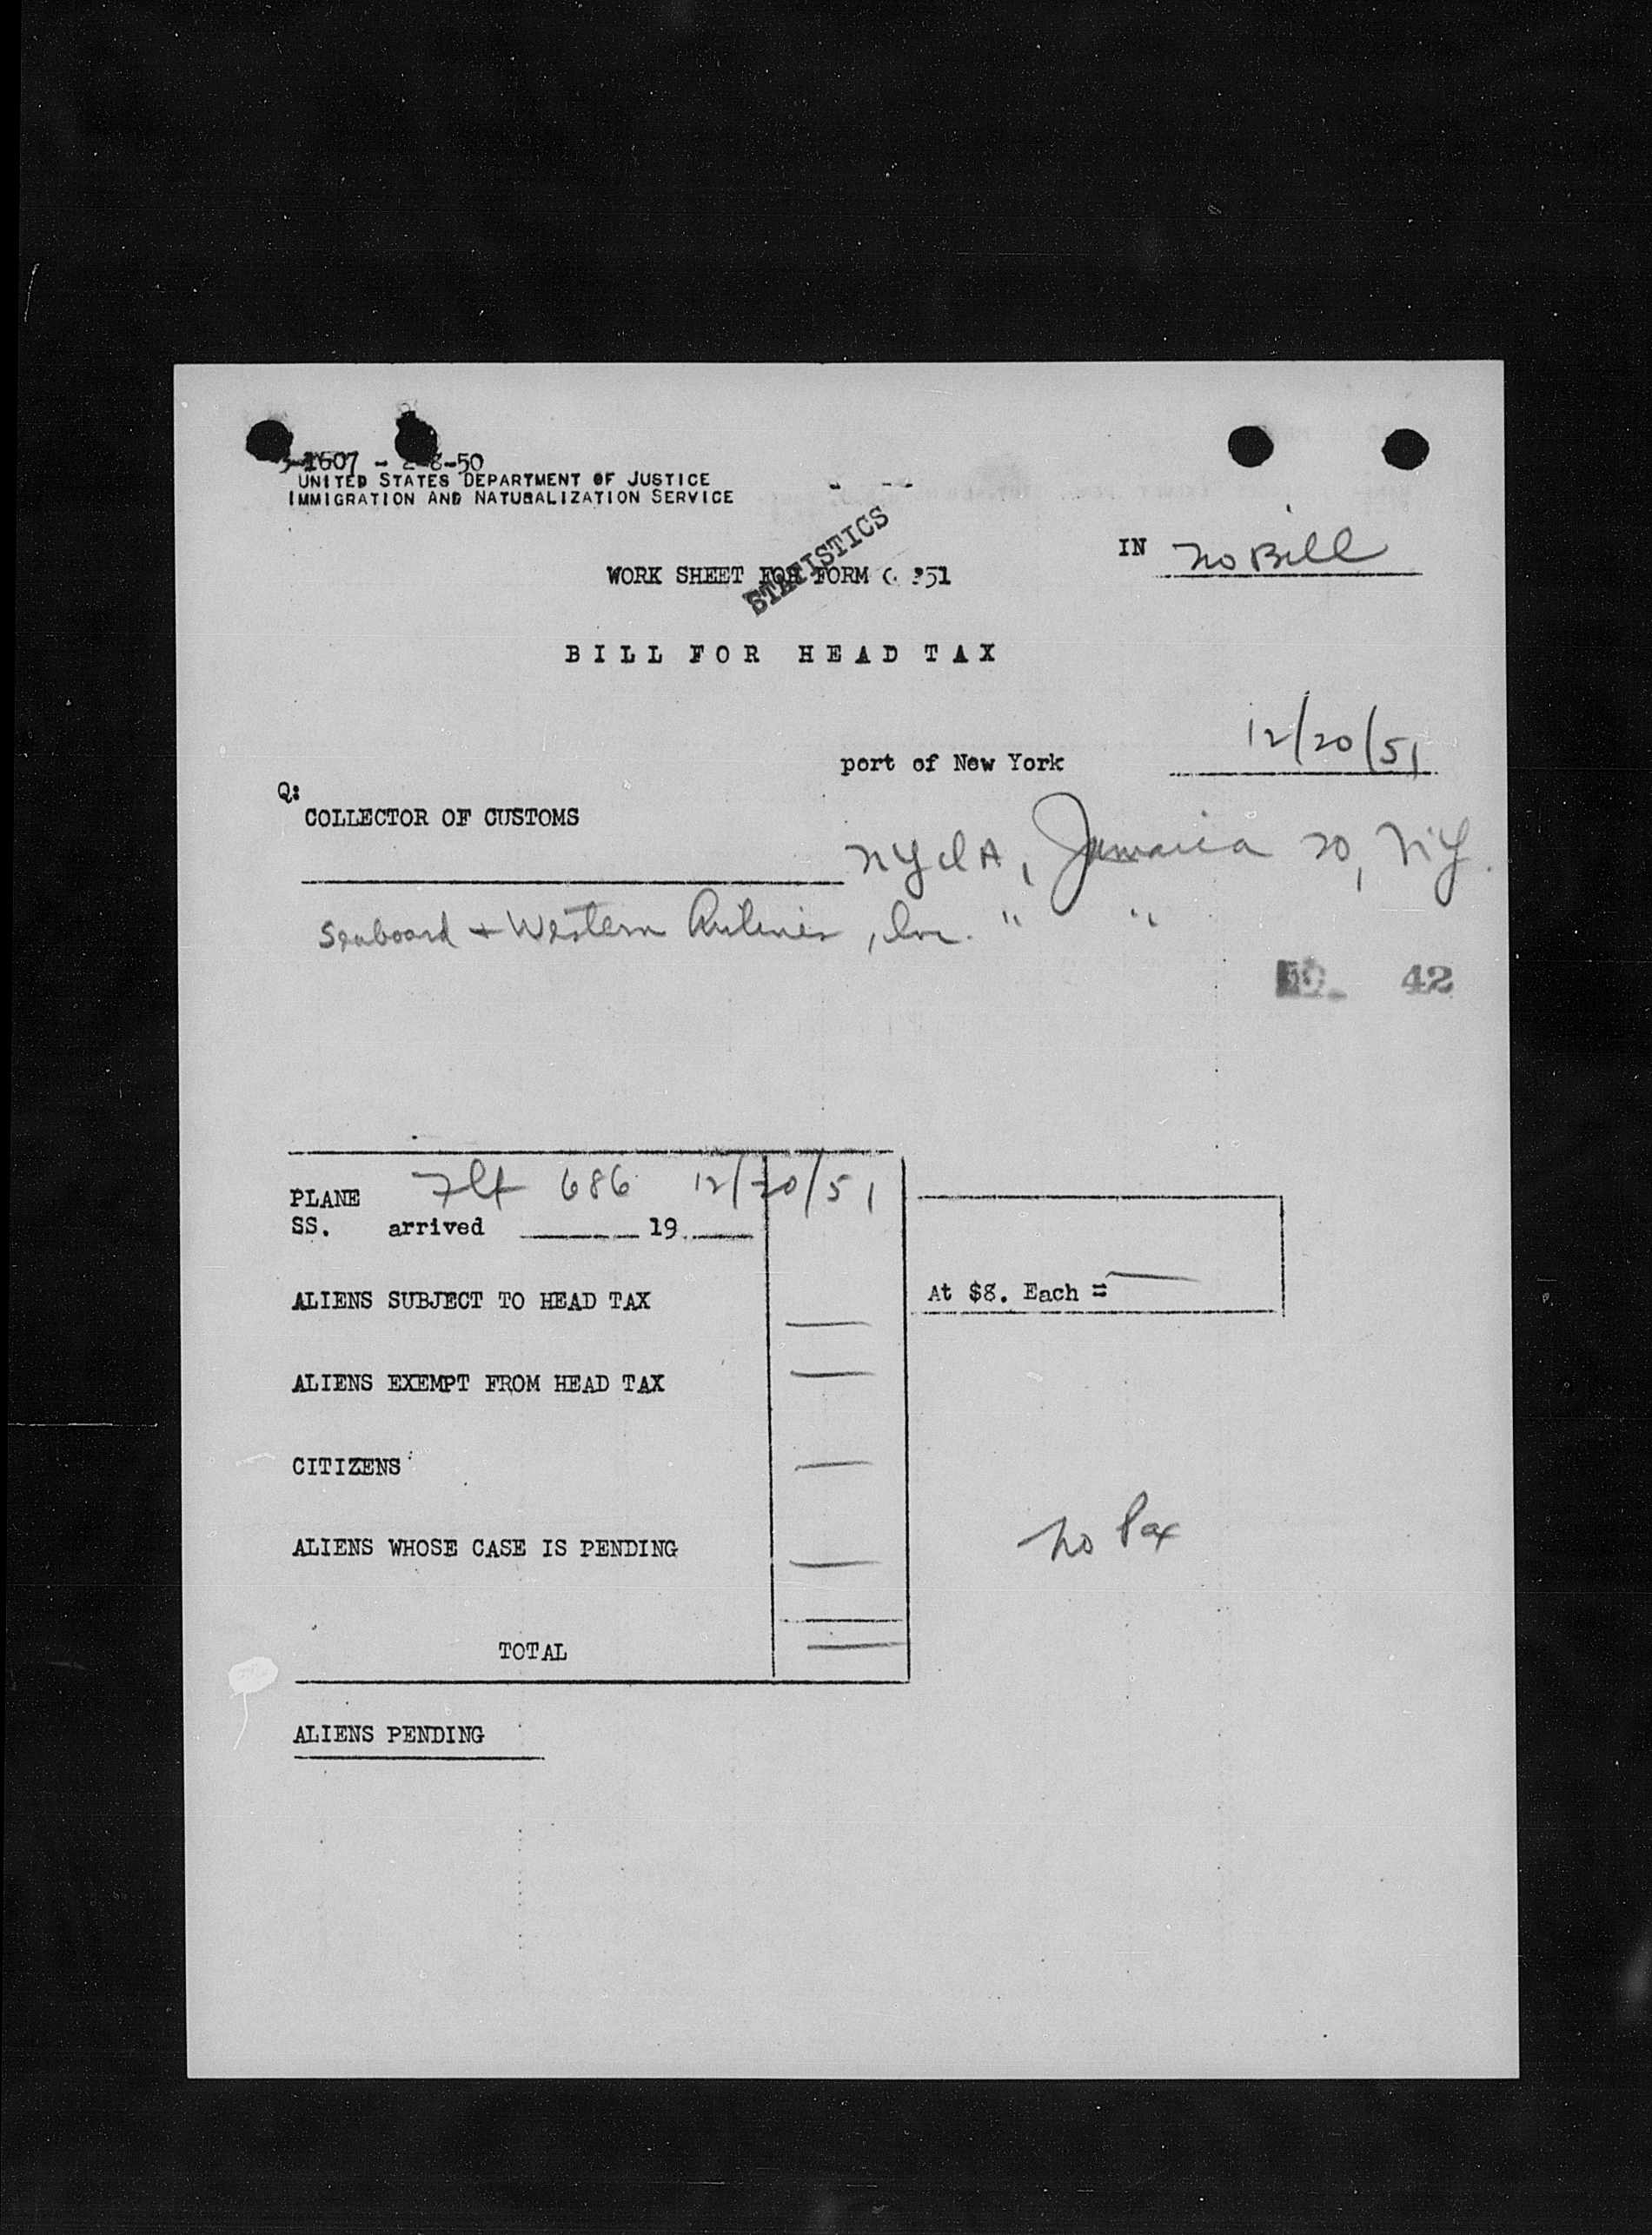 1607 - 2-8-50
UNITED STATES DEPARTMENT OF JUSTICE
IMMIGRATION AND NATURALIZATION SERVICE
STATISTICS
IN No Bill
WORK SHEET FOR FORM G 351
BILL FOR HEAD TAX
port of New York 12/20/51
Q:
COLLECTOR OF CUSTOMS
NYIA, Jamaica 20, NY.
Seaboard + Western Airlines, Inc. " "
42
PLANE Flt 686 12/20/51
SS. arrived 19
ALIENS SUBJECT TO HEAD TAX
At $8. Each = —
ALIENS EXEMPT FROM HEAD TAX
CITIZENS
ALIENS WHOSE CASE IS PENDING
No Pax
TOTAL
ALIENS PENDING